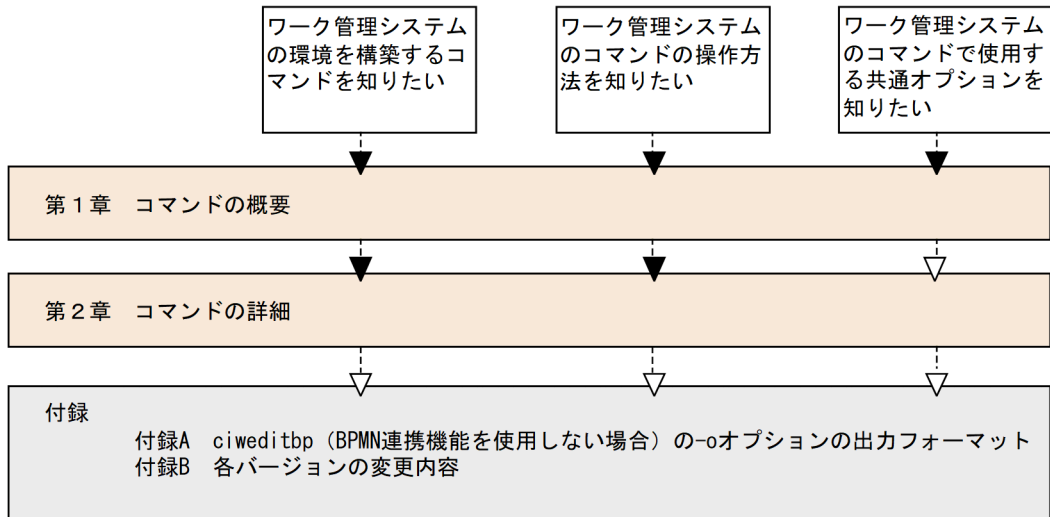 ワーク管理システム
の環境を構築するコ
マンドを知りたい
ワーク管理システム
のコマンドの操作方
法を知りたい
ワーク管理システム
のコマンドで使用す
る共通オプションを
知りたい
第１章　コマンドの概要
第２章　コマンドの詳細
付録
付録A　ciweditbp（BPMN連携機能を使用しない場合）の-oオプションの出力フォーマット
付録B　各バージョンの変更内容